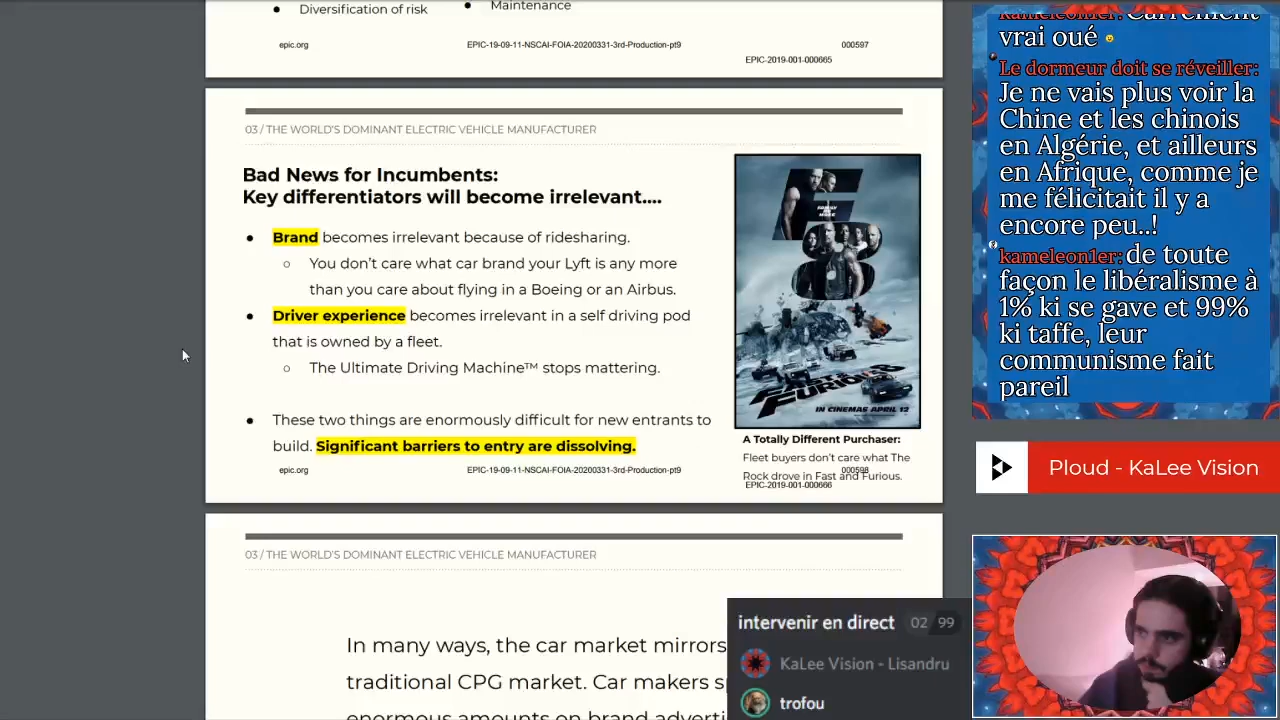 Diversification of risk
Maintenance
epic.org
EPIC-19-09-11-NSCAI-FOIA-20200331-3rd-Production-pt9
000597
EPIC-2019-001-000665
03 / THE WORLD'S DOMINANT ELECTRIC VEHICLE MANUFACTURER
Bad News for Incumbents:
Key differentiators will become irrelevant....
Brand becomes irrelevant because of ridesharing.
You don't care what car brand your Lyft is any more
than you care about flying in a Boeing or an Airbus.
Driver experience becomes irrelevant in a self driving pod
that is owned by a fleet.
The Ultimate Driving Machine™ stops mattering.
These two things are enormously difficult for new entrants to
build. Significant barriers to entry are dissolving.
epic.org
EPIC-19-09-11-NSCAI-FOIA-20200331-3rd-Production-pt9
FAST & FURIOUS 8
IN CINEMAS APRIL 12
A Totally Different Purchaser:
Fleet buyers don't care what The
000598
Rock drove in Fast and Furious.
EPIC-2019-001-000666
03 / THE WORLD'S DOMINANT ELECTRIC VEHICLE MANUFACTURER
In many ways, the car market mirrors
traditional CPG market. Car makers s
enormous amounts on brand adverti
kameleon1er: Carrément
vrai oué
Le dormeur doit se réveiller:
Je ne vais plus voir la
Chine et les chinois
en Algérie, et ailleurs
en Afrique, comme je
me félicitait il y a
encore peu..!
kameleon1er: de toute
façon le libéralisme à
1% ki se gave et 99%
ki taffe, leur
communisme fait
pareil
Ploud - KaLee Vision
intervenir en direct 02 99
KaLee Vision - Lisandru
trofou